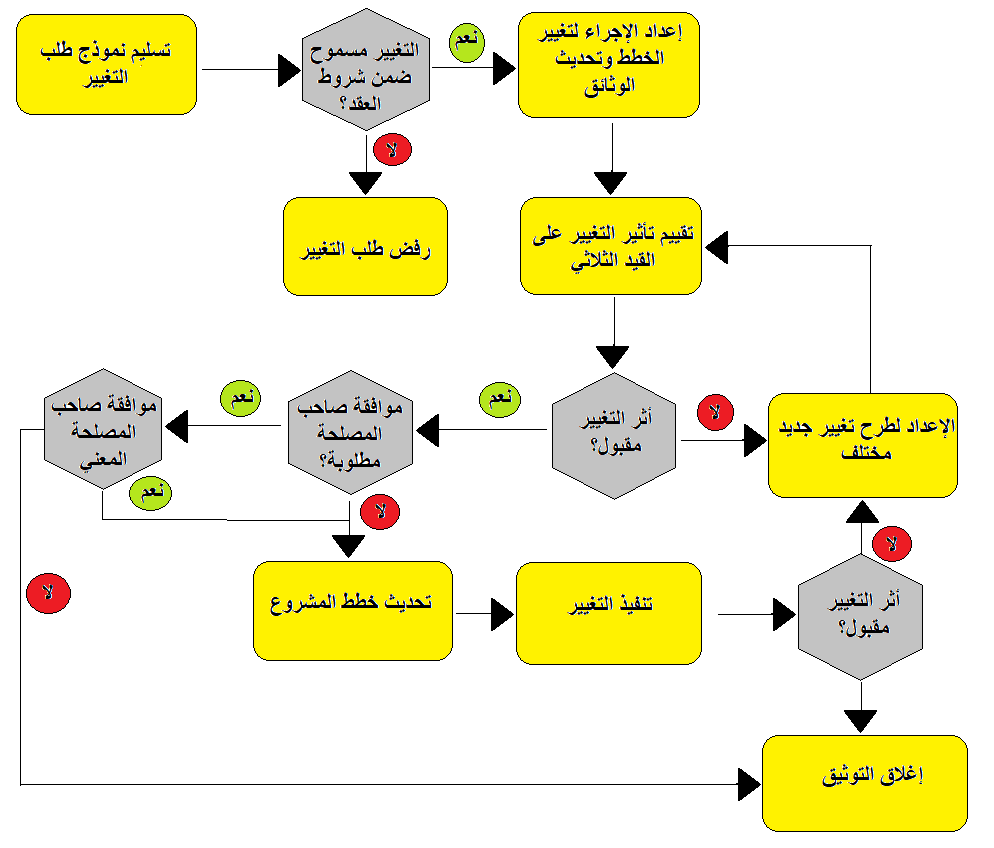 تسليم نموذج طلب
التغيير
التغيير مسموح
ضمن شروط
العقد؟
نعم
إعداد الإجراء لتغيير
الخطط وتحديث
الوثائق
لا
رفض طلب التغيير
تقييم تأثير التغيير على
القيد الثلاثي
أثر التغيير
مقبول؟
لا
الإعداد لطرح تغيير جديد
مختلف
نعم
موافقة صاحب
المصلحة
مطلوبة؟
نعم
موافقة صاحب
المصلحة
المعني
نعم
لا
لا
تحديث خطط المشروع
تنفيذ التغيير
أثر التغيير
مقبول؟
لا
إغلاق التوثيق